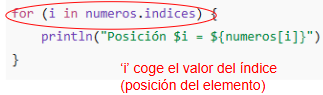 for (i in numeros.indices) {
println("Posición $i = ${numeros[i]}")
}
'i' coge el valor del índice
(posición del elemento)